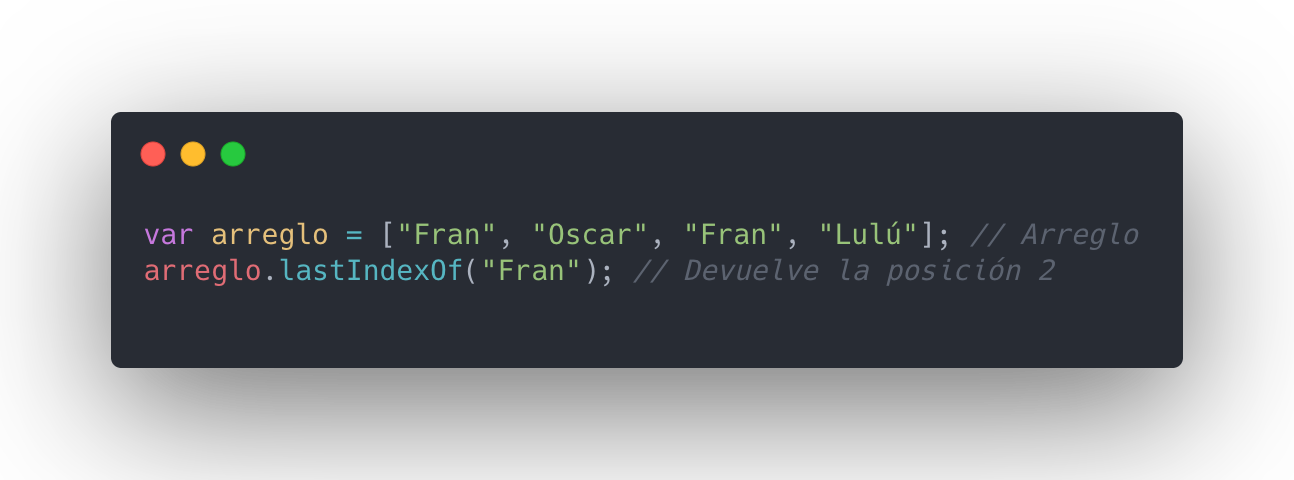 var arreglo = ["Fran", "Oscar", "Fran", "Lulú"]; // Arreglo
arreglo.lastIndexOf("Fran"); // Devuelve la posición 2